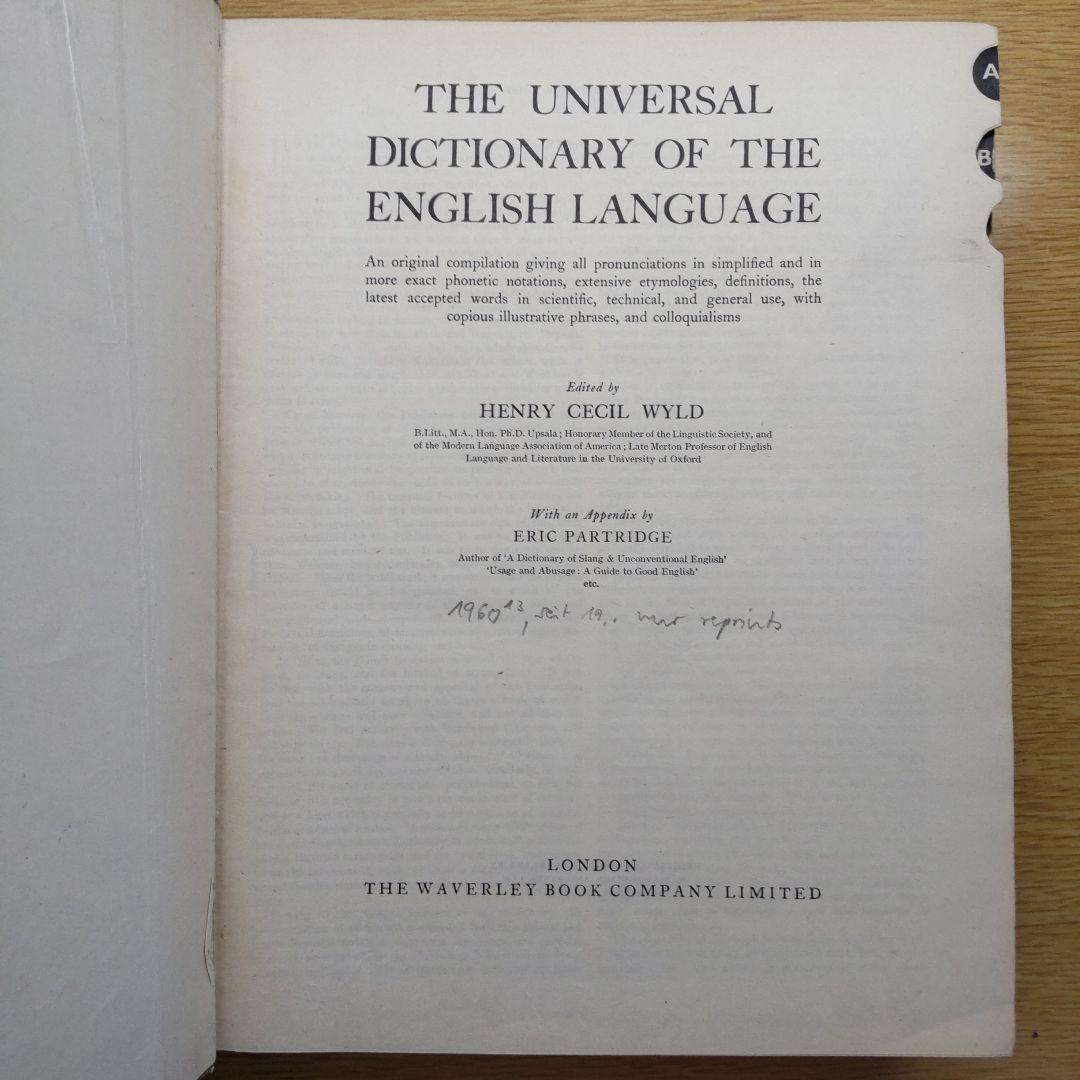 THE UNIVERSAL
DICTIONARY OF THE
ENGLISH LANGUAGE
An original compilation giving all pronunciations in simplified and in
more exact phonetic notations, extensive etymologies, definitions, the
latest accepted words in scientific, technical, and general use, with
copious illustrative phrases, and colloquialisms
Edited by
HENRY CECIL WYLD
B.Litt., M.A., Hon. Ph.D. Upsala; Honorary Member of the Linguistic Society, and
of the Modern Language Association of America; Late Merton Professor of English
Language and Literature in the University of Oxford
With an Appendix by
ERIC PARTRIDGE
Author of 'A Dictionary of Slang & Unconventional English'
'Usage and Abusage: A Guide to Good English'
etc.
1960¹³, seit 19.. nur reprints
LONDON
THE WAVERLEY BOOK COMPANY LIMITED
A
B